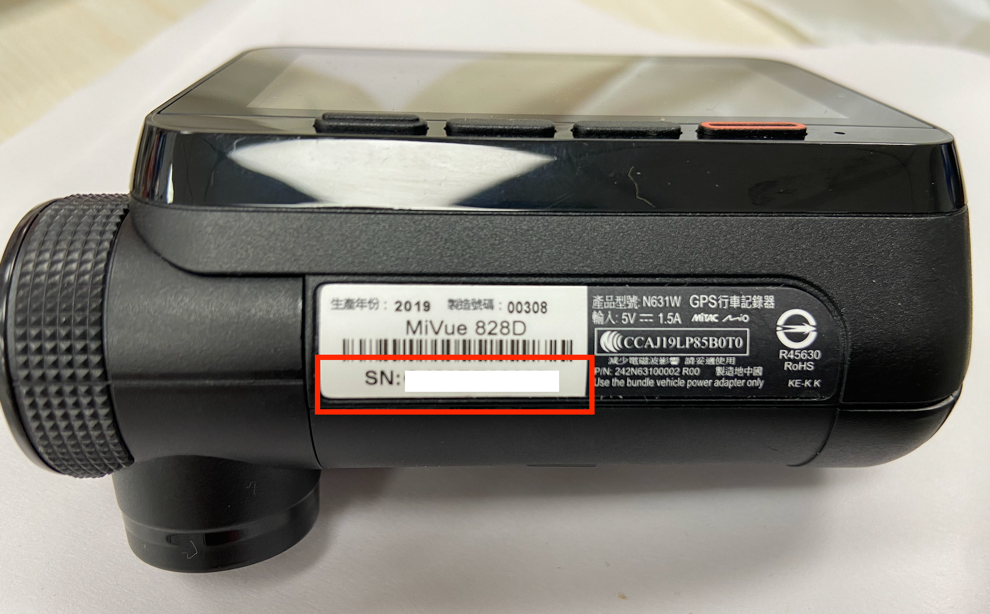 生產年份：2019 製造號碼：00308
MiVue 828D
SN:
產品型號: N631W GPS行車記錄器
輸入: 5V 1.5A MiTAC Mio
CCAJ19LP85B0T0
減少電磁波影響 請妥適使用
P/N: 242N63100002 R00 製造地中國
Use the bundle vehicle power adapter only
R45630
RoHS
KE-K K